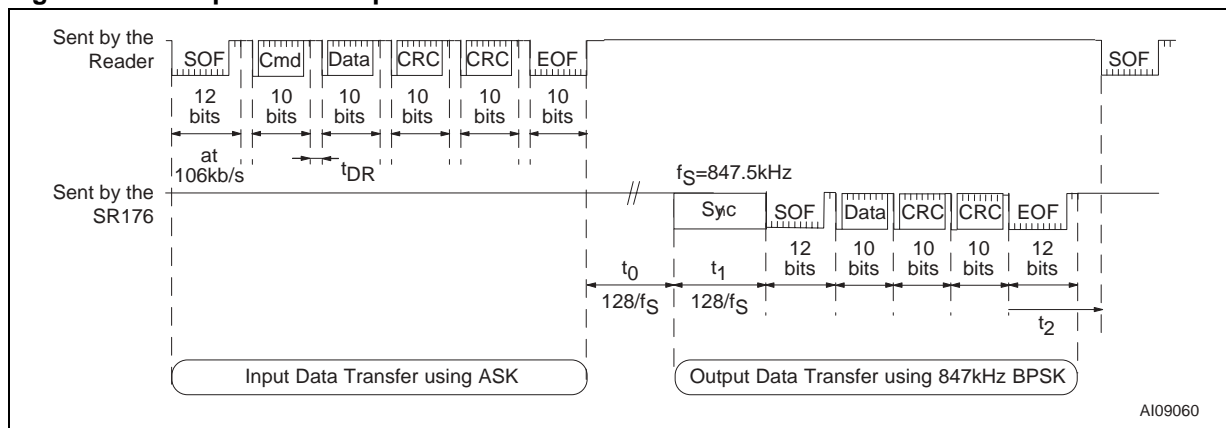 Sent by the
Reader
SOF Cmd Data CRC CRC EOF SOF
12 bits 10 bits 10 bits 10 bits 10 bits 10 bits
at
106kb/s
tDR
Sent by the
SR176
fS=847.5kHz
Sync SOF Data CRC CRC EOF
12 bits 10 bits 10 bits 10 bits 12 bits
t0 t1
128/fS 128/fS
t2
Input Data Transfer using ASK
Output Data Transfer using 847kHz BPSK
AI09060